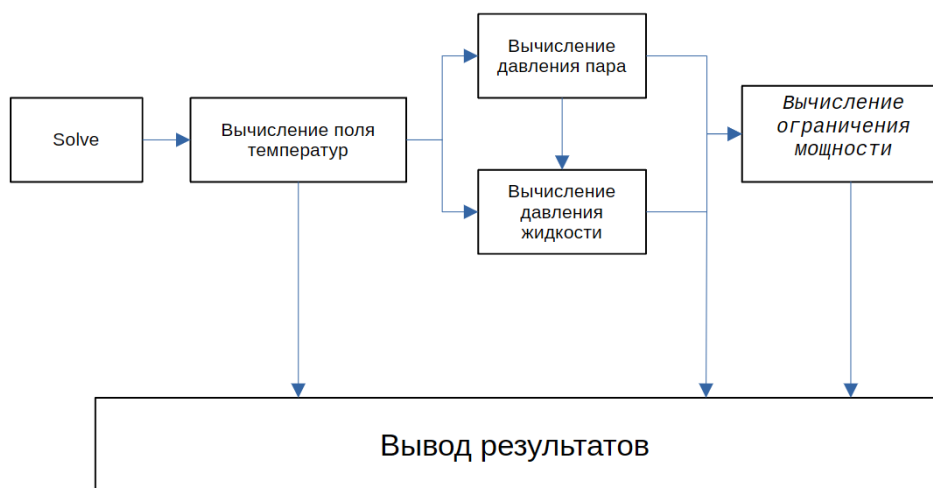 Solve
Вычисление поля
температур
Вычисление
давления пара
Вычисление
давления
жидкости
Вычисление
ограничения
мощности
Вывод результатов